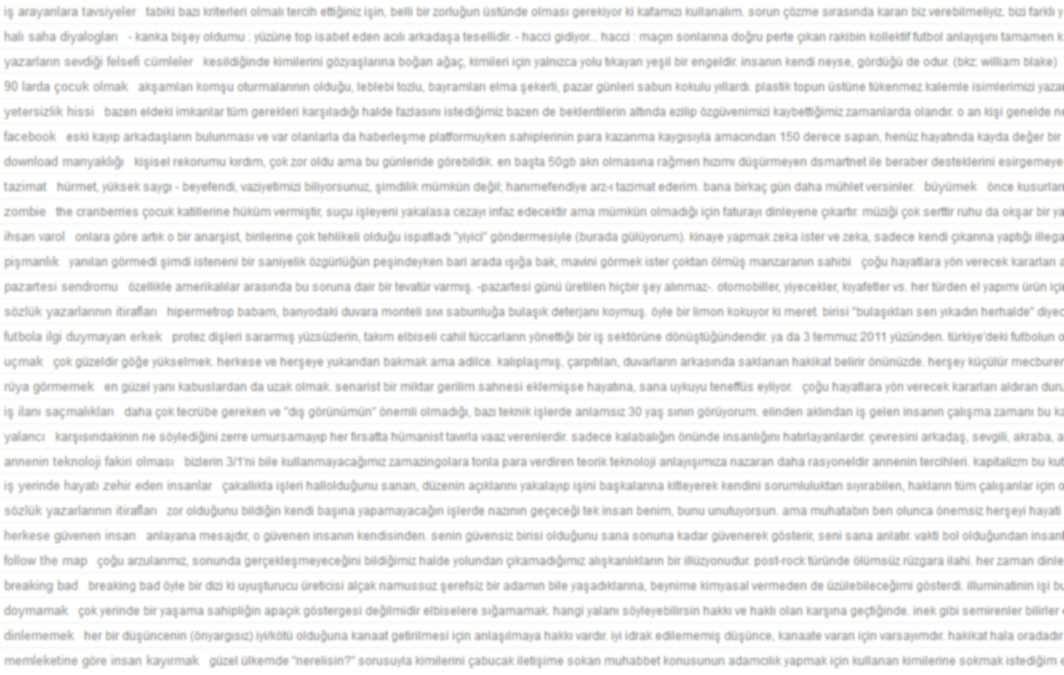 iş arayanlara tavsiyeler tabiki bazı kriterleri olmalı tercih ettiğiniz işin, belli bir zorluğun üstünde olması gerekiyor ki kafamızı kullanalım. sorun çözme sırasında kararı biz verebilmeliyiz. bizi farklı y
halı saha diyalogları - kanka bişey oldumu : yüzüne top isabet eden acılı arkadaşa tesellidir. - hacci gidiyor... hacci : maçın sonlarına doğru perte çıkan rakibin kollektif futbol anlayışını tamamen k
yazarların sevdiği felsefi cümleler kesildiğinde kimilerini gözyaşlarına boğan ağaç, kimileri için yalnızca yolu tıkayan yeşil bir engeldir. insanın kendi neyse, gördüğü de odur. (bkz: william blake)
90 larda çocuk olmak akşamları komşu oturmalarının olduğu, leblebi tozlu, bayramları elma şekerli, pazar günleri sabun kokulu yıllardı. plastik topun üstüne tükenmez kalemle isimlerimizi yazar
yetersizlik hissi bazen eldeki imkanlar tüm gerekleri karşıladığı halde fazlasını istediğimiz bazen de beklentilerin altında ezilip özgüvenimizi kaybettiğimiz zamanlarda olandır. o an kişi genelde n
facebook eski kayıp arkadaşların bulunması ve var olanlarla da haberleşme platformuyken sahiplerinin para kazanma kaygısıyla amacından 150 derece sapan, henüz hayatında kayda değer bir
download manyaklığı kişisel rekorumu kırdım, çok zor oldu ama bu günleride görebildik. en başta 50gb akn olmasına rağmen hızımı düşürmeyen dsmartnet ile beraber desteklerini esirgemeye
tazimat hürmet, yüksek saygı - beyefendi, vaziyetimizi biliyorsunuz, şimdilik mümkün değil; hanımefendiye arz-ı tazimat ederim. bana birkaç gün daha mühlet versinler. büyümek önce kusurlar
zombie the cranberries çocuk katillerine hüküm vermiştir, suçu işleyeni yakalasa cezayı infaz edecektir ama mümkün olmadığı için faturayı dinleyene çıkartır. müziği çok serttir ruhu da okşar bir ya
ihsan varol onlara göre artık o bir anarşist, birilerine çok tehlikeli olduğu ispatladı "yiyici" göndermesiyle (burada gülüyorum). kinaye yapmak zeka ister ve zeka, sadece kendi çıkarına yaptığı illega
pişmanlık yanılan görmedi şimdi isteneni bir saniyelik özgürlüğün peşindeyken bari arada ışığa bak, mavini görmek ister çoktan ölmüş manzaranın sahibi çoğu hayatlara yön verecek kararları a
pazartesi sendromu özellikle amerikalılar arasında bu soruna dair bir tevatür varmış. -pazartesi günü üretilen hiçbir şey alınmaz-. otomobiller, yiyecekler, kıyafetler vs. her türden el yapımı ürün içi
sözlük yazarlarının itirafları hipermetrop babam, banyodaki duvara monteli sıvı sabunluğa bulaşık deterjanı koymuş. öyle bir limon kokuyor ki meret. birisi "bulaşıkları sen yıkadın herhalde" diyec
futbola ilgi duymayan erkek protez dişleri sararmış yüzsüzlerin, takım elbiseli cahil tüccarların yönettiği bir iş sektörüne dönüştüğündendir. ya da 3 temmuz 2011 yüzünden. türkiye'deki futbolun o
uçmak çok güzeldir göğe yükselmek. herkese ve herşeye yukarıdan bakmak ama adilce. kalıplaşmış, çarpıtılan, duvarların arkasında saklanan hakikat belirir önünüzde. herşey küçülür mecburen
rüya görmemek en güzel yanı kabuslardan da uzak olmak. senarist bir miktar gerilim sahnesi eklemişse hayatına, sana uykuyu teneffüs eyliyor. çoğu hayatlara yön verecek kararları aldıran duru
iş ilanı saçmalıkları daha çok tecrübe gereken ve "dış görünümün" önemli olmadığı, bazı teknik işlerde anlamsız 30 yaş sınırı görüyorum. elinden aklından iş gelen insanın çalışma zamanı bu ka
yalancı karşısındakinin ne söylediğini zerre umursamayıp her fırsatta hümanist tavırla vaaz verenlerdir. sadece kalabalığın önünde insanlığını hatırlayanlardır. çevresini arkadaş, sevgili, akraba, a
annenin teknoloji fakiri olması bizlerin 3/1'ni bile kullanmayacağımız zamazingolara tonla para verdiren teorik teknoloji anlayışımıza nazaran daha rasyoneldir annenin tercihleri. kapitalizm bu kut
iş yerinde hayatı zehir eden insanlar çakallıkla işleri hallolduğunu sanan, düzenin açıklarını yakalayıp işini başkalarına kitleyerek kendini sorumluluktan sıyırabilen, hakların tüm çalışanlar için o
sözlük yazarlarının itirafları zor olduğunu bildiğin kendi başına yapamayacağın işlerde nazının geçeceği tek insan benim, bunu unutuyorsun. ama muhatabın ben olunca önemsiz herşeyi hayati
herkese güvenen insan anlayana mesajdır, o güvenen insanın kendisinden. senin güvensiz birisi olduğunu sana sonuna kadar güvenerek gösterir, seni sana anlatır. vakti bol olduğundan insanl
follow the map çoğu arzularımız, sonunda gerçekleşmeyeceğini bildiğimiz halde yolundan çıkamadığımız alışkanlıkların bir illüzyonudur. post-rock türünde ölümsüz rüzgara ilahi. her zaman dinle
breaking bad breaking bad öyle bir dizi ki uyuşturucu üreticisi alçak namussuz şerefsiz bir adamın bile yaşadıklarına, beynime kimyasal vermeden de üzülebileceğimi gösterdi. illuminatinin işi bu
doymamak çok yerinde bir yaşama sahipliğin apaçık göstergesi değilmidir elbiselere sığamamak. hangi yalanı söyleyebilirsin hakkı ve haklı olan karşına geçtiğinde. inek gibi semirenler bilirler
dinlememek her bir düşüncenin (önyargısız) iyi/kötü olduğuna kanaat getirilmesi için anlaşılmaya hakkı vardır. iyi idrak edilememiş düşünce, kanaate varan için varsayımdır. hakikat hala oradadır
memleketine göre insan kayırmak güzel ülkemde "nerelisin?" sorusuyla kimilerini çabucak iletişime sokan muhabbet konusunun adamcılık yapmak için kullanan kimilerine sokmak istediğim